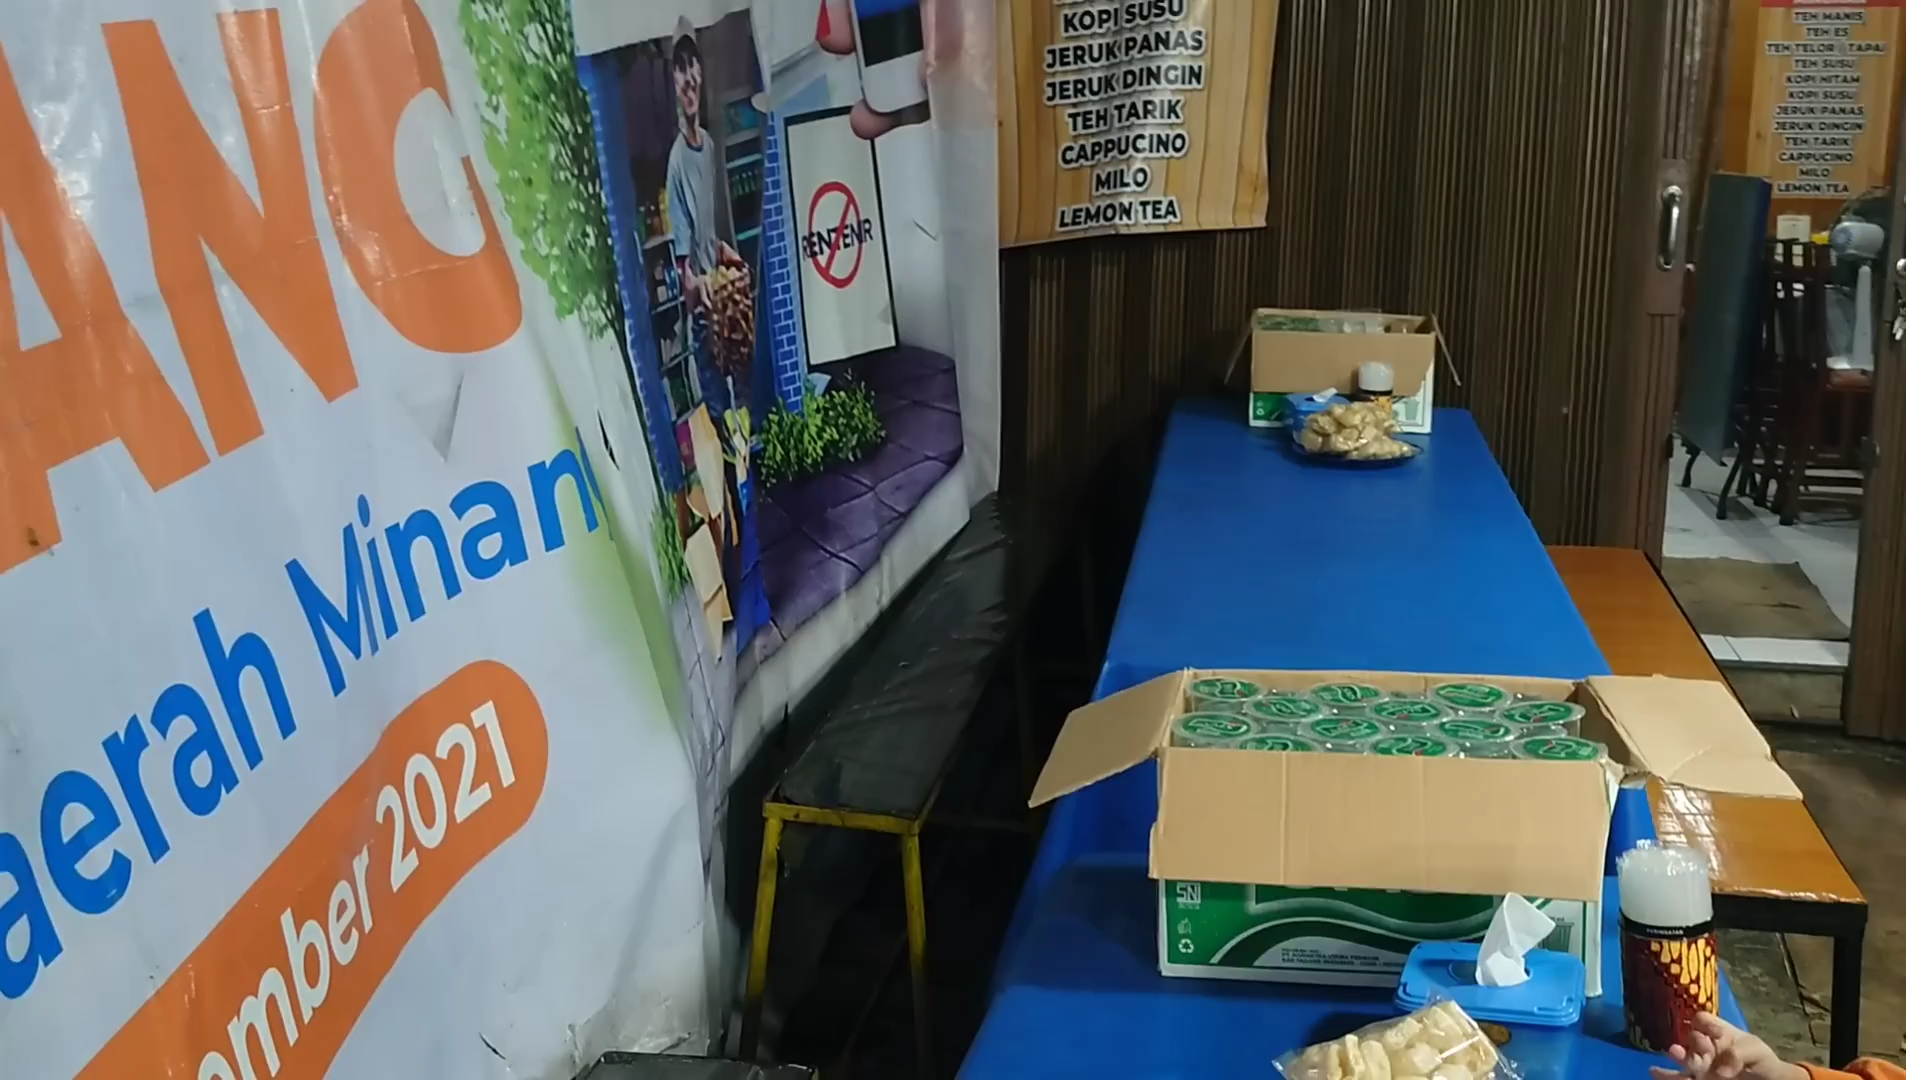 ANG
aerah Minan
ember 2021
RENTENIR
KOPI SUSU
JERUK PANAS
JERUK DINGIN
TEH TARIK
CAPPUCINO
MILO
LEMON TEA
TEH MANIS
TEH ES
TEH TELOR / TAPAI
TEH SUSU
KOPI HITAM
KOPI SUSU
JERUK PANAS
JERUK DINGIN
TEH TARIK
CAPPUCINO
MILO
LEMON TEA
SNI